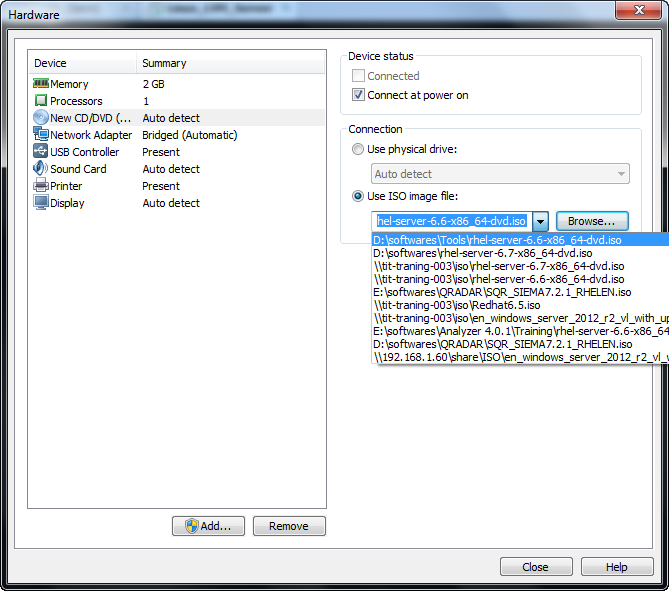 Hardware
Device Summary
Memory 2 GB
Processors 1
New CD/DVD (... Auto detect
Network Adapter Bridged (Automatic)
USB Controller Present
Sound Card Auto detect
Printer Present
Display Auto detect
Add...
Remove
Device status
Connected
Connect at power on
Connection
Use physical drive:
Auto detect
Use ISO image file:
hel-server-6.6-x86_64-dvd.iso
Browse...
D:\softwares\Tools\rhel-server-6.6-x86_64-dvd.iso
D:\softwares\rhel-server-6.7-x86_64-dvd.iso
\\tit-traning-003\iso\rhel-server-6.7-x86_64-dvd.iso
\\tit-traning-003\iso\rhel-server-6.6-x86_64-dvd.iso
E:\softwares\QRADAR\SQR_SIEMA7.2.1_RHELEN.iso
\\tit-traning-003\iso\Redhat6.5.iso
\\tit-traning-003\iso\en_windows_server_2012_r2_vl_with_up
E:\softwares\Analyzer 4.0.1\Training\rhel-server-6.6-x86_64
D:\softwares\QRADAR\SQR_SIEMA7.2.1_RHELEN.iso
\\192.168.1.60\share\ISO\en_windows_server_2012_r2_vl_w
Close
Help